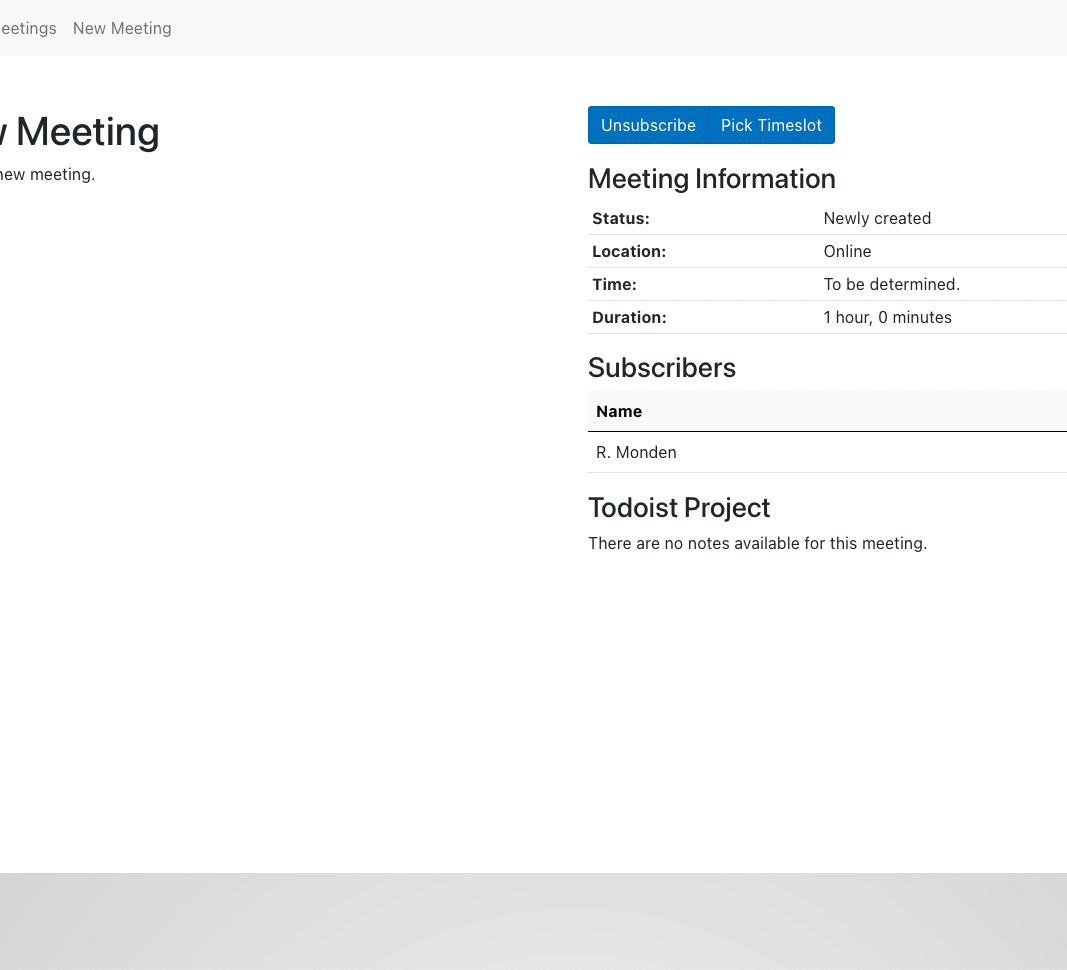 eetings New Meeting
Meeting
new meeting.
Unsubscribe Pick Timeslot
Meeting Information
Status: Newly created
Location: Online
Time: To be determined.
Duration: 1 hour, 0 minutes
Subscribers
Name
R. Monden
Todoist Project
There are no notes available for this meeting.